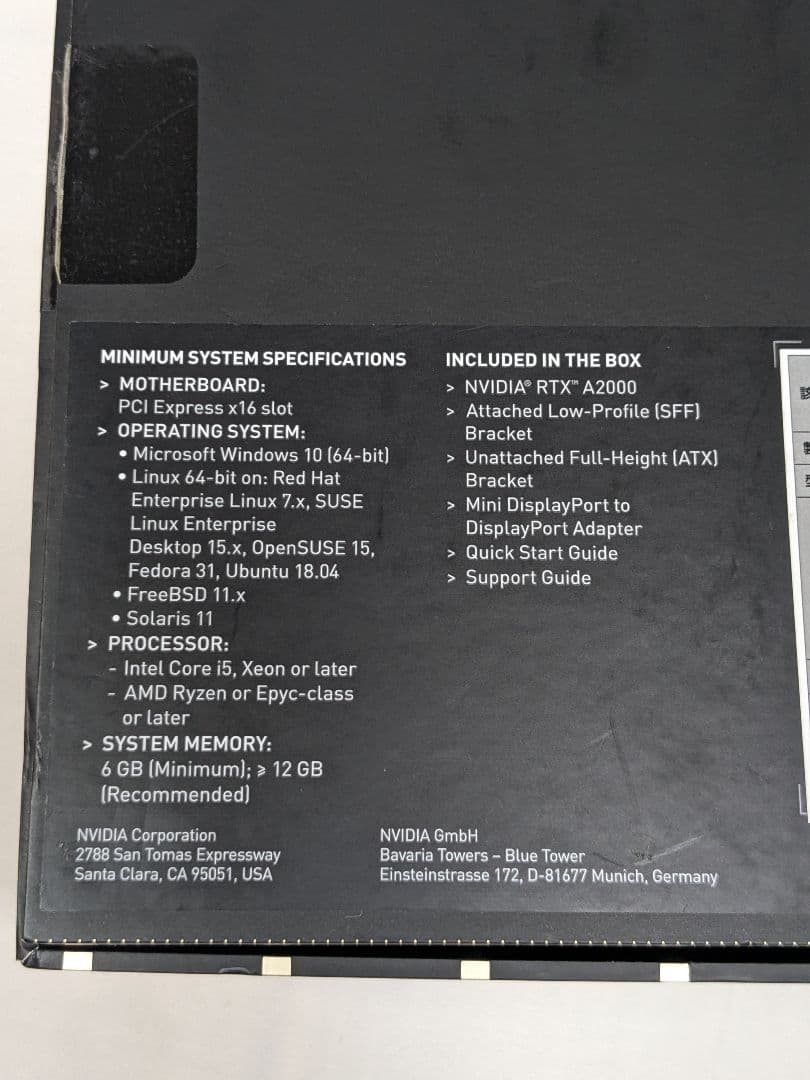 MINIMUM SYSTEM SPECIFICATIONS
> MOTHERBOARD:
PCI Express x16 slot
> OPERATING SYSTEM:
• Microsoft Windows 10 (64-bit)
• Linux 64-bit on: Red Hat
Enterprise Linux 7.x, SUSE
Linux Enterprise
Desktop 15.x, OpenSUSE 15,
Fedora 31, Ubuntu 18.04
• FreeBSD 11.x
• Solaris 11
> PROCESSOR:
- Intel Core i5, Xeon or later
- AMD Ryzen or Epyc-class
or later
> SYSTEM MEMORY:
6 GB (Minimum); ⩾ 12 GB
(Recommended)
INCLUDED IN THE BOX
> NVIDIA® RTX™ A2000
> Attached Low-Profile (SFF)
Bracket
> Unattached Full-Height (ATX)
Bracket
> Mini DisplayPort to
DisplayPort Adapter
> Quick Start Guide
> Support Guide
NVIDIA Corporation
2788 San Tomas Expressway
Santa Clara, CA 95051, USA
NVIDIA GmbH
Bavaria Towers – Blue Tower
Einsteinstrasse 172, D-81677 Munich, Germany